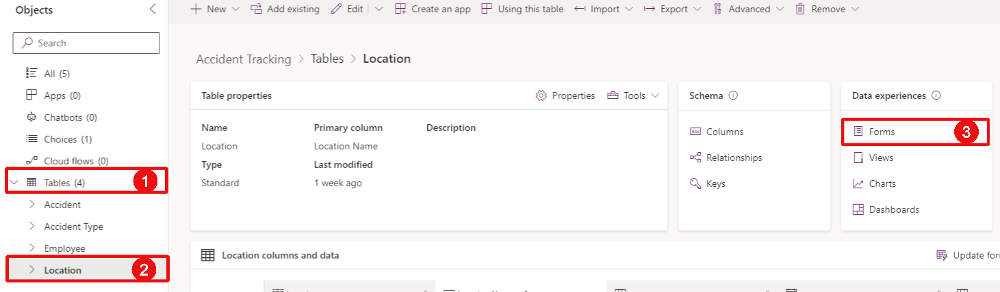 Objects
New Add existing Edit Create an app Using this table Import Export Advanced Remove
Search
All (5)
Apps (0)
Chatbots (0)
Choices (1)
Cloud flows (0)
Tables (4) 1
Accident
Accident Type
Employee
Location 2
Accident Tracking > Tables > Location
Table properties Properties Tools
Name Primary column Description
Location Location Name
Type Last modified
Standard 1 week ago
Schema
Abc Columns
Relationships
Keys
Data experiences
Forms 3
Views
Charts
Dashboards
Location columns and data Update for